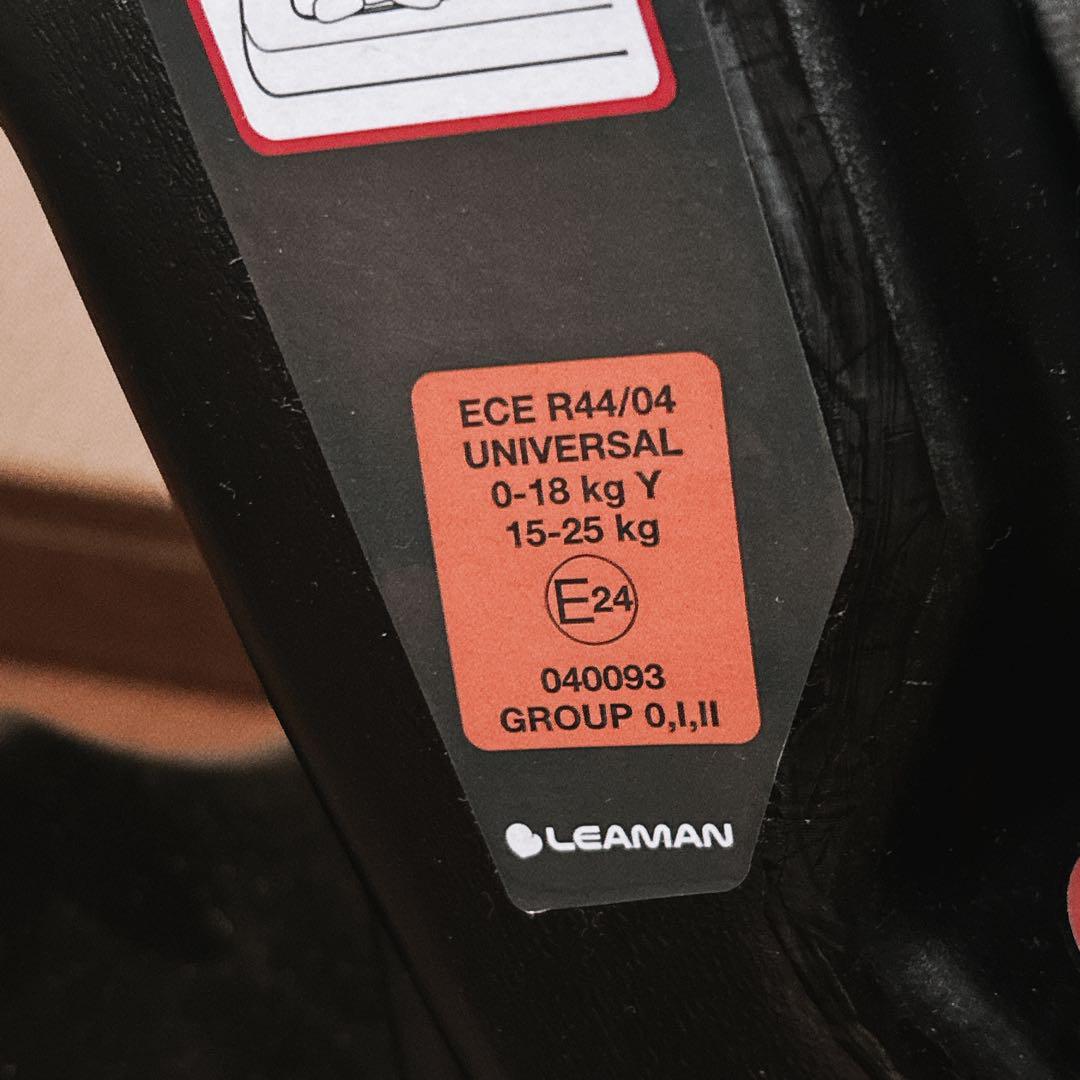 ECE R44/04
UNIVERSAL
0-18 kg Y
15-25 kg
E24
040093
GROUP 0,I,II
LEAMAN